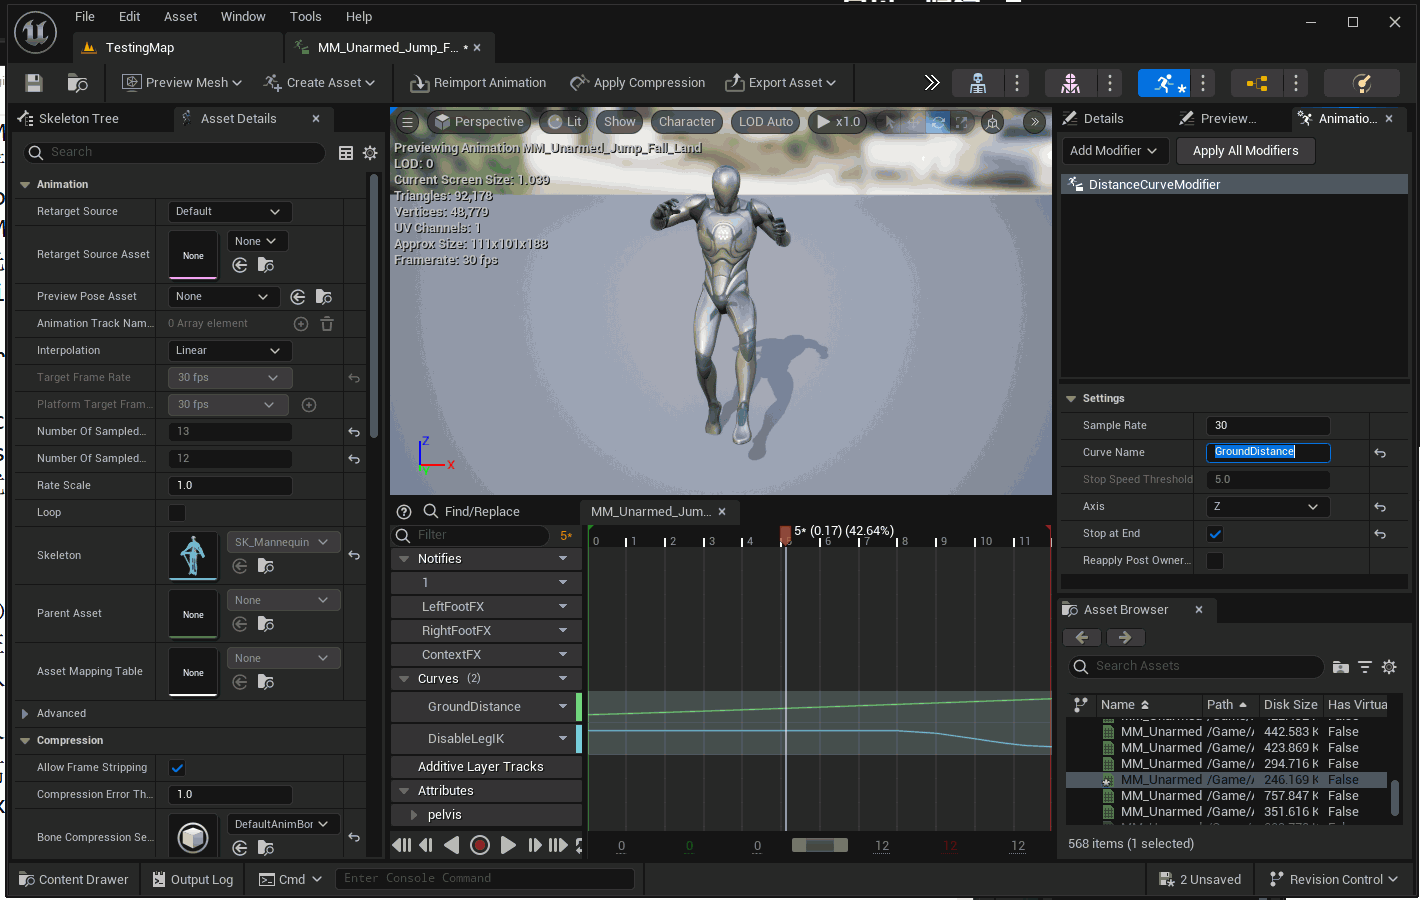 File Edit Asset Window Tools Help
TestingMap
MM_Unarmed_Jump_F... *
Preview Mesh
Create Asset
Reimport Animation
Apply Compression
Export Asset
Skeleton Tree
Asset Details
Search
Animation
Retarget Source Default
Retarget Source Asset None None
Preview Pose Asset None
Animation Track Nam... 0 Array element
Interpolation Linear
Target Frame Rate 30 fps
Platform Target Fram... 30 fps
Number Of Sampled... 13
Number Of Sampled... 12
Rate Scale 1.0
Loop
Skeleton SK_Mannequin
Parent Asset None None
Asset Mapping Table None None
Advanced
Compression
Allow Frame Stripping
Compression Error Th... 1.0
Bone Compression Se... DefaultAnimBor
Perspective Lit Show Character LOD Auto x1.0
Previewing Animation MM_Unarmed_Jump_Fall_Land
LOD: 0
Current Screen Size: 1.039
Triangles: 92,178
Vertices: 48,779
UV Channels: 1
Approx Size: 111x101x188
Framerate: 30 fps
Z
X
Find/Replace
MM_Unarmed_Jum...
Filter 5*
5* (0.17) (42.64%)
0 1 2 3 4 5 6 7 8 9 10 11
Notifies
1
LeftFootFX
RightFootFX
ContextFX
Curves (2)
GroundDistance
DisableLegIK
Additive Layer Tracks
Attributes
pelvis
0 0 0 12 12 12
Details
Preview...
Animatio...
Add Modifier
Apply All Modifiers
DistanceCurveModifier
Settings
Sample Rate 30
Curve Name GroundDistance
Stop Speed Threshold 5.0
Axis Z
Stop at End
Reapply Post Owner...
Asset Browser
Search Assets
Name Path Disk Size Has Virtua
MM_Unarmed /Game/A 442.583 K False
MM_Unarmed /Game/A 423.869 K False
MM_Unarmed /Game/A 294.716 K False
MM_Unarmed /Game/A 246.169 K False
MM_Unarmed /Game/A 757.847 K False
MM_Unarmed /Game/A 351.616 K False
568 items (1 selected)
Content Drawer
Output Log
Cmd
Enter Console Command
2 Unsaved
Revision Control